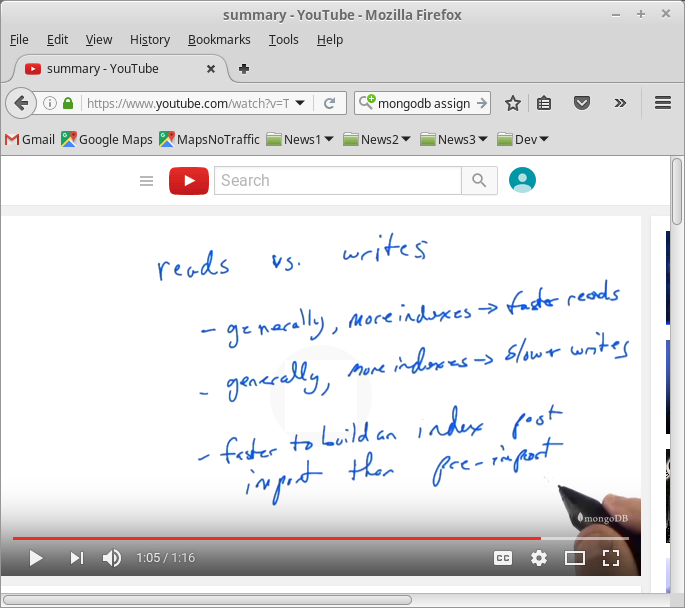 summary - YouTube - Mozilla Firefox
File Edit View History Bookmarks Tools Help
summary - YouTube
https://www.youtube.com/watch?v=T
mongodb assign
Gmail Google Maps MapsNoTraffic News1 News2 News3 Dev
Search
reads vs. writes
- generally, more indexes → faster reads
- generally, more indexes → slower writes
- faster to build an index post
import than pre-import
mongoDB
1:05 / 1:16
CC